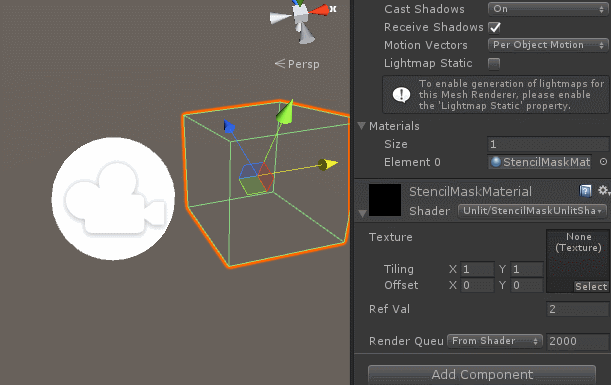 x
Persp
Cast Shadows On
Receive Shadows
Motion Vectors Per Object Motion
Lightmap Static
To enable generation of lightmaps for
this Mesh Renderer, please enable
the 'Lightmap Static' property.
Materials
Size 1
Element 0 StencilMaskMat
StencilMaskMaterial
Shader Unlit/StencilMaskUnlitSha
Texture
None
(Texture)
Tiling X 1 Y 1
Offset X 0 Y 0
Select
Ref Val 2
Render Queu From Shader 2000
Add Component